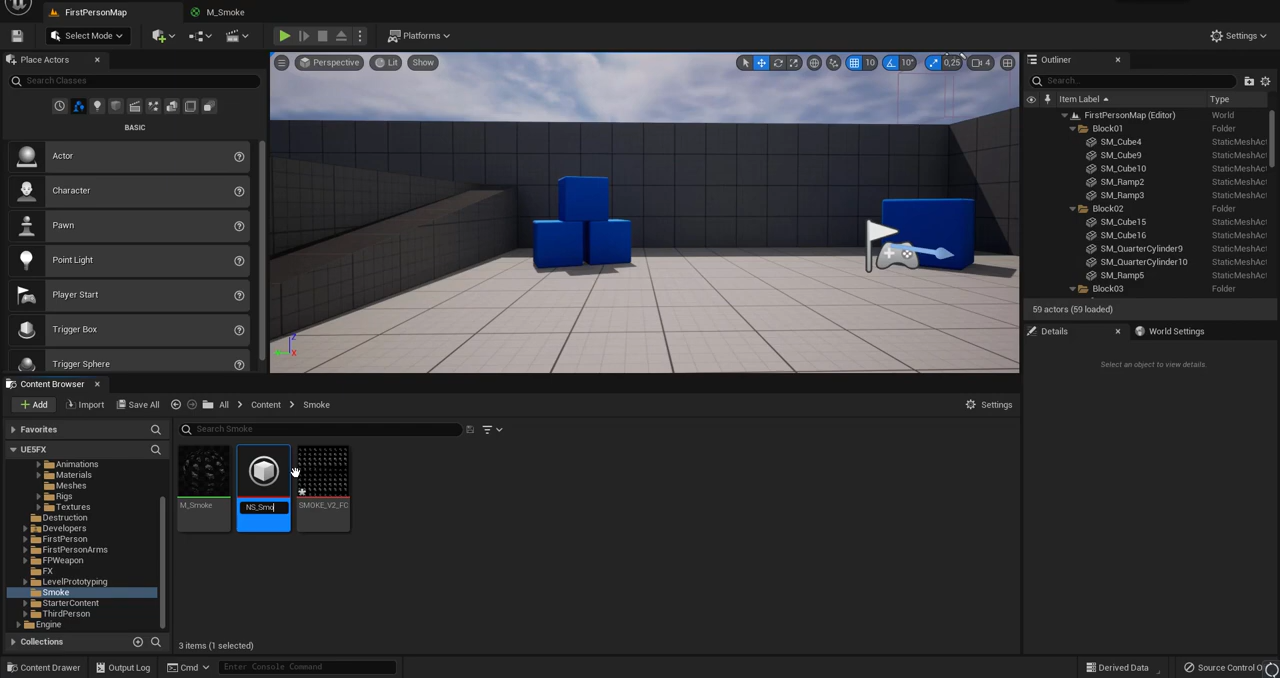 FirstPersonMap
M_Smoke
Select Mode
Platforms
Settings
Place Actors
Search Classes
BASIC
Actor
Character
Pawn
Point Light
Player Start
Trigger Box
Trigger Sphere
Perspective
Lit
Show
10
10°
0,25
4
Outliner
Search...
Item Label
Type
FirstPersonMap (Editor)
World
Block01
Folder
SM_Cube4
StaticMeshAct
SM_Cube9
StaticMeshAct
SM_Cube10
StaticMeshAct
SM_Ramp2
StaticMeshAct
SM_Ramp3
StaticMeshAct
Block02
Folder
SM_Cube15
StaticMeshAct
SM_Cube16
StaticMeshAct
SM_QuarterCylinder9
StaticMeshAct
SM_QuarterCylinder10
StaticMeshAct
SM_Ramp5
StaticMeshAct
Block03
Folder
59 actors (59 loaded)
Details
World Settings
Select an object to view details.
Z
X
Content Browser
Add
Import
Save All
All
Content
Smoke
Settings
Favorites
UE5FX
Animations
Materials
Meshes
Rigs
Textures
Destruction
Developers
FirstPerson
FirstPersonArms
FPWeapon
FX
LevelPrototyping
Smoke
StarterContent
ThirdPerson
Engine
Collections
Search Smoke
M_Smoke
NS_Smo
SMOKE_V2_FC
3 items (1 selected)
Content Drawer
Output Log
Cmd
Enter Console Command
Derived Data
Source Control O